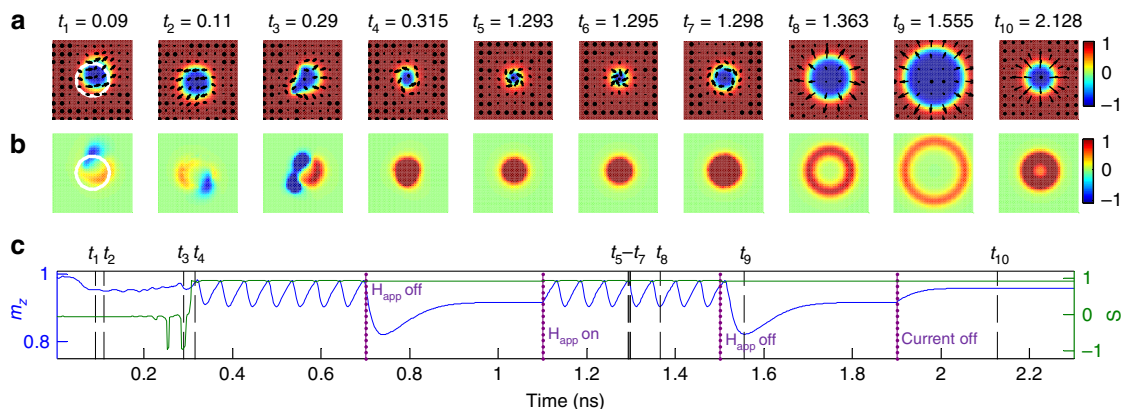 a t1 = 0.09 t2 = 0.11 t3 = 0.29 t4 = 0.315 t5 = 1.293 t6 = 1.295 t7 = 1.298 t8 = 1.363 t9 = 1.555 t10 = 2.128
1
0
−1
b
1
0
−1
c
t1 t2 t3 t4 t5–t7 t8 t9 t10
1
0.8
mz
Happ off
Happ on
Happ off
Current off
1
0
−1
S
0.2 0.4 0.6 0.8 1 1.2 1.4 1.6 1.8 2 2.2
Time (ns)